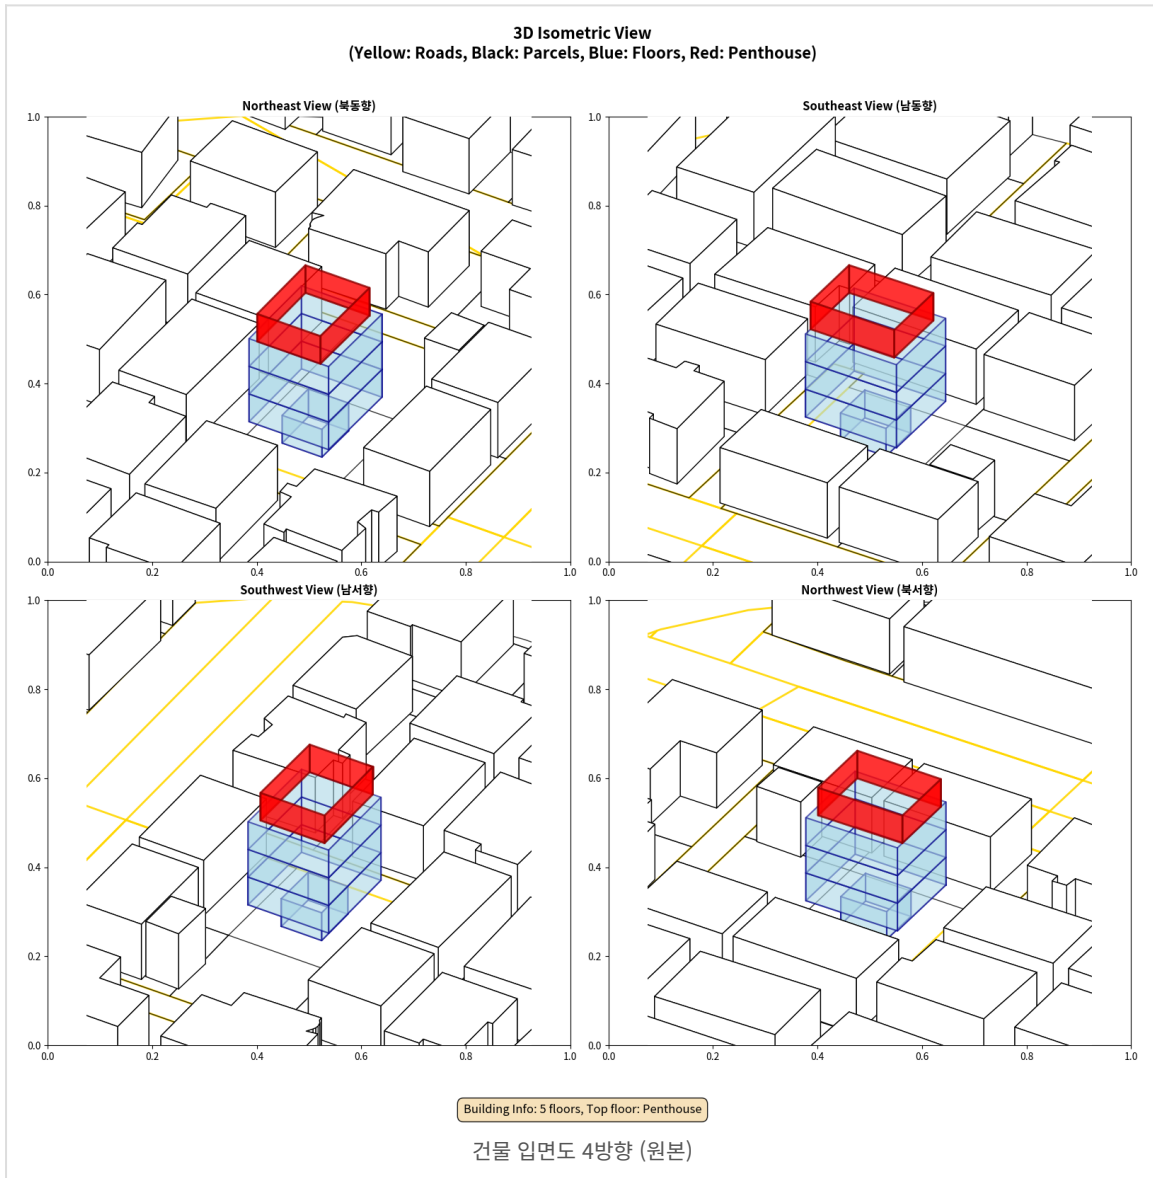 3D Isometric View
(Yellow: Roads, Black: Parcels, Blue: Floors, Red: Penthouse)
Northeast View (북동향)
1.0
0.8
0.6
0.4
0.2
0.0
0.0 0.2 0.4 0.6 0.8 1.0
Southeast View (남동향)
1.0
0.8
0.6
0.4
0.2
0.0
0.0 0.2 0.4 0.6 0.8 1.0
Southwest View (남서향)
1.0
0.8
0.6
0.4
0.2
0.0
0.0 0.2 0.4 0.6 0.8 1.0
Northwest View (북서향)
1.0
0.8
0.6
0.4
0.2
0.0
0.0 0.2 0.4 0.6 0.8 1.0
Building Info: 5 floors, Top floor: Penthouse
건물 입면도 4방향 (원본)